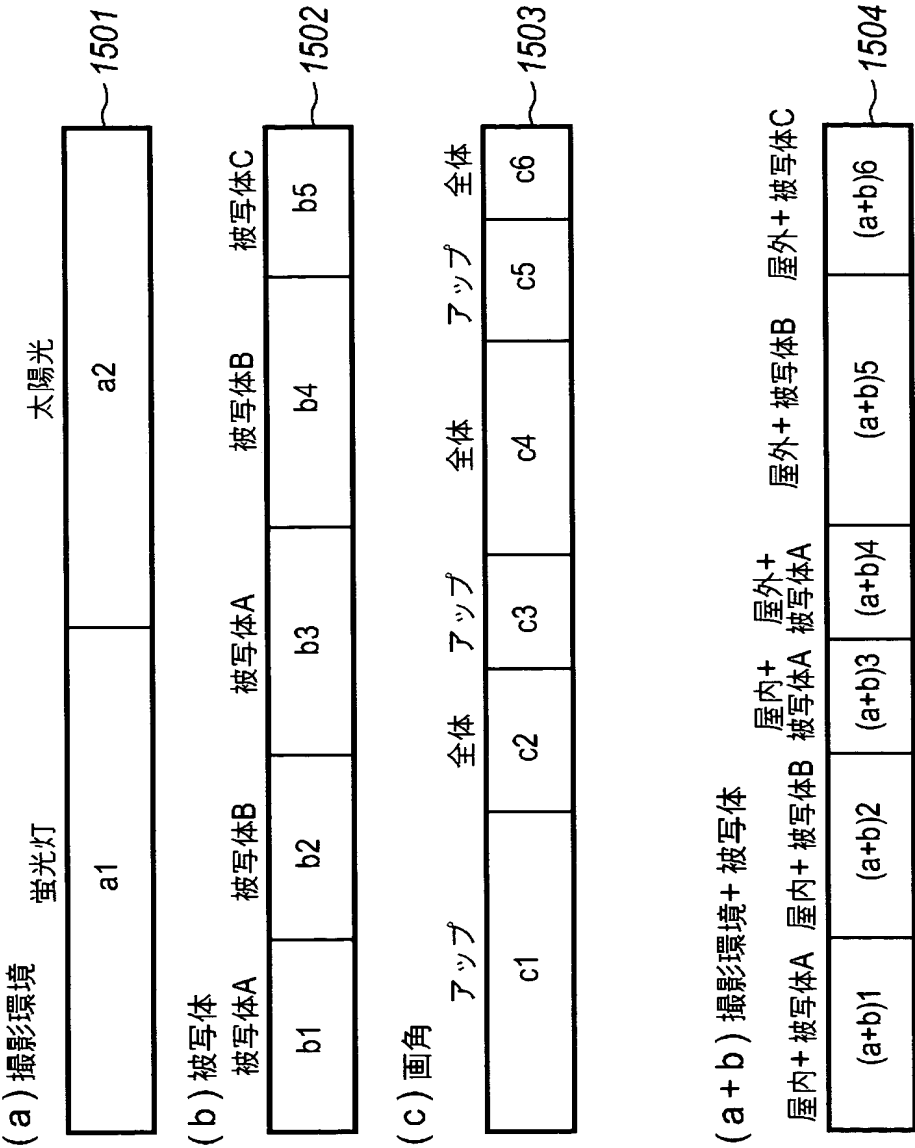 (a)撮影環境
蛍光灯 太陽光
a1 a2 1501
(b)被写体
被写体A 被写体B 被写体A 被写体B 被写体C
b1 b2 b3 b4 b5 1502
(c)画角
アップ 全体 アップ 全体 アップ 全体
c1 c2 c3 c4 c5 c6 1503
(a+b)撮影環境+被写体
屋内+被写体A 屋内+被写体B 屋内+ 屋外+ 屋外+被写体B 屋外+被写体C
被写体A 被写体A
(a+b)1 (a+b)2 (a+b)3 (a+b)4 (a+b)5 (a+b)6 1504